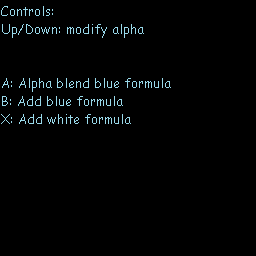 Controls:
Up/Down: modify alpha
A: Alpha blend blue formula
B: Add blue formula
X: Add white formula